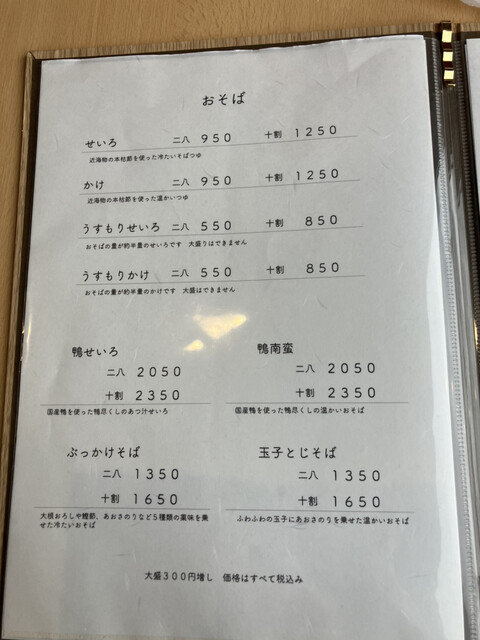 おそば
せいろ 二八 950 十割 1250
近海物の本枯節を使った冷たいそばつゆ
かけ 二八 950 十割 1250
近海物の本枯節を使った温かいつゆ
うすもりせいろ 二八 550 十割 850
おそばの量が約半量のせいろです 大盛りはできません
うすもりかけ 二八 550 十割 850
おそばの量が約半量のかけです 大盛はできません
鴨せいろ
二八 2050
十割 2350
国産鴨を使った鴨尽くしのあつ汁せいろ
鴨南蛮
二八 2050
十割 2350
国産鴨を使った鴨尽くしの温かいおそば
ぶっかけそば
二八 1350
十割 1650
大根おろしや鰹節、あおさのりなど5種類の薬味を乗
せた冷たいおそば
玉子とじそば
二八 1350
十割 1650
ふわふわの玉子にあおさのりを乗せた温かいおそば
大盛300円増し 価格はすべて税込み